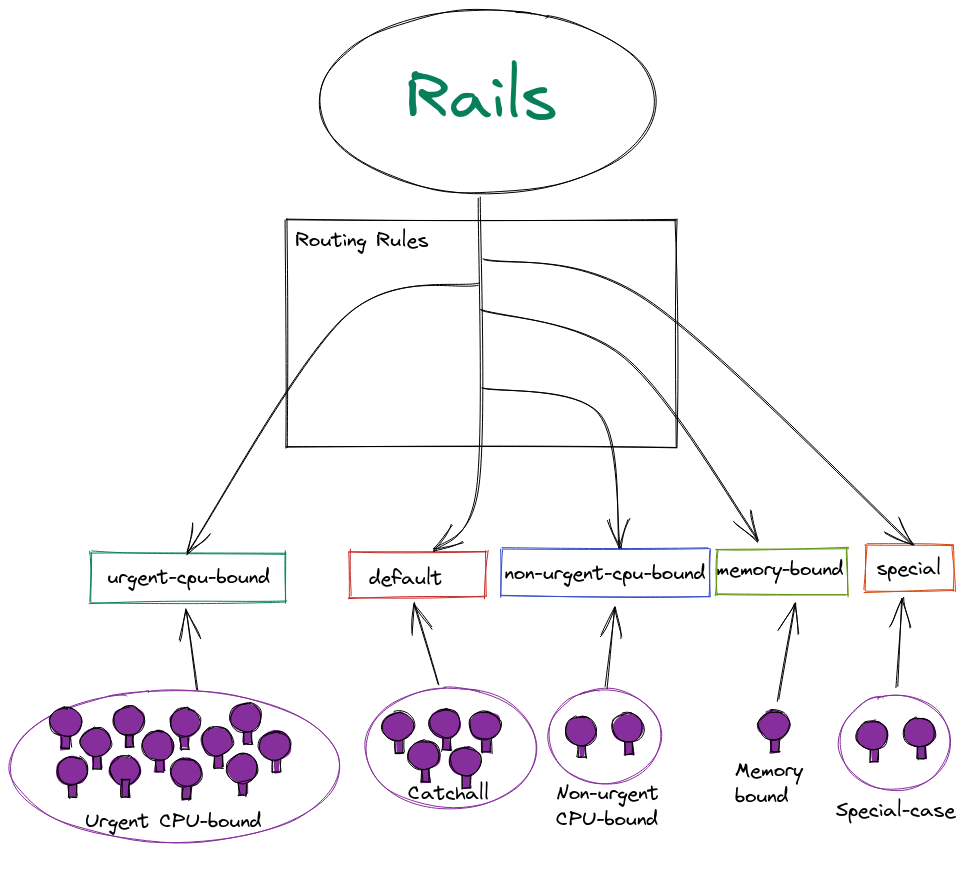 Rails
Routing Rules
urgent-cpu-bound
default
non-urgent-cpu-bound
memory-bound
special
Urgent CPU-bound
Catchall
Non-urgent
CPU-bound
Memory
bound
Special-case